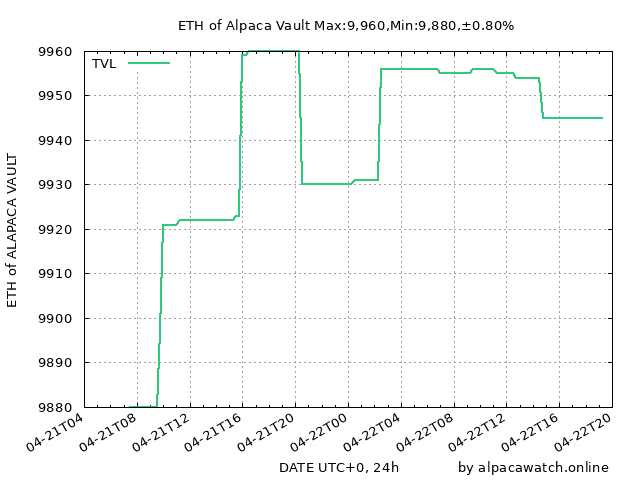 ETH of Alpaca Vault Max:9,960,Min:9,880,±0.80%
TVL
9960
9950
9940
9930
9920
9910
9900
9890
9880
ETH of ALAPACA VAULT
04-21T04
04-21T08
04-21T12
04-21T16
04-21T20
04-22T00
04-22T04
04-22T08
04-22T12
04-22T16
04-22T20
DATE UTC+0, 24h
by alpacawatch.online